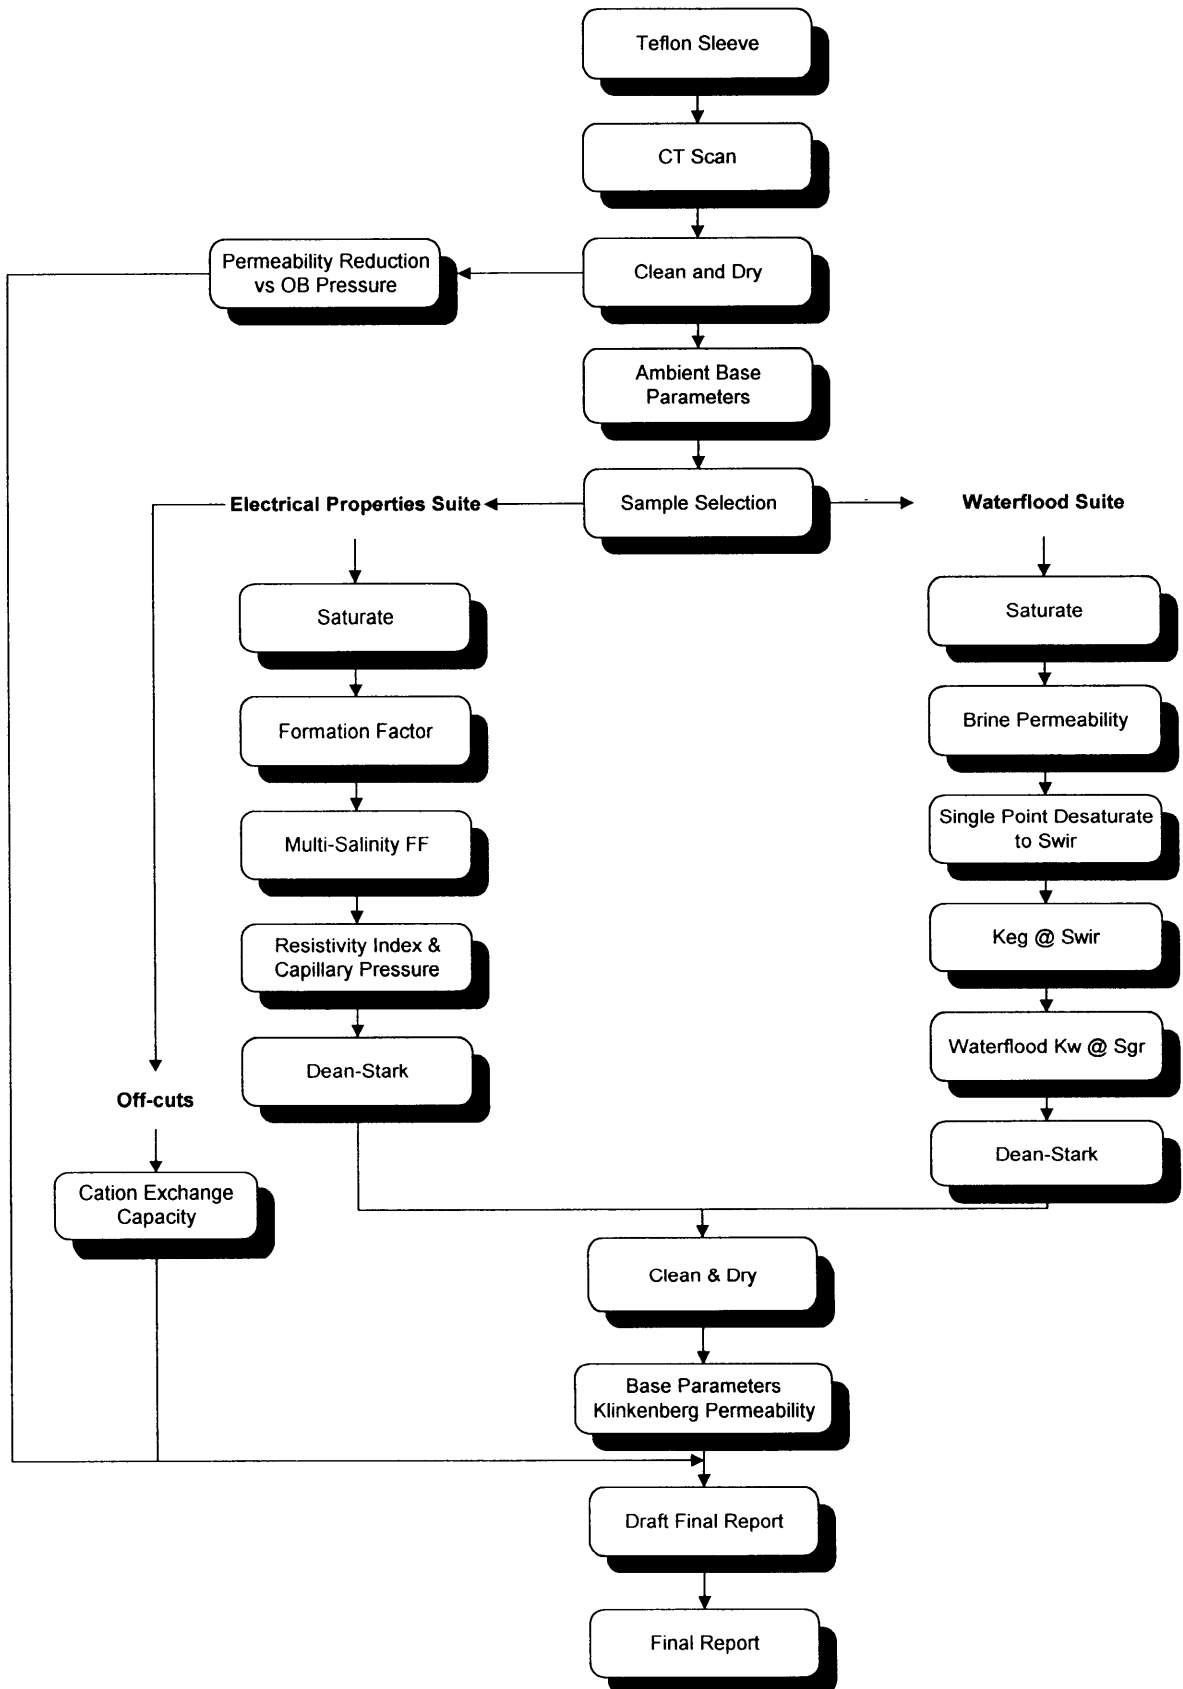 Teflon Sleeve
CT Scan
Permeability Reduction
vs OB Pressure
Clean and Dry
Ambient Base
Parameters
Electrical Properties Suite
Sample Selection
Waterflood Suite
Saturate
Formation Factor
Multi-Salinity FF
Resistivity Index &
Capillary Pressure
Dean-Stark
Saturate
Brine Permeability
Single Point Desaturate
to Swir
Keg @ Swir
Waterflood Kw @ Sgr
Dean-Stark
Off-cuts
Cation Exchange
Capacity
Clean & Dry
Base Parameters
Klinkenberg Permeability
Draft Final Report
Final Report